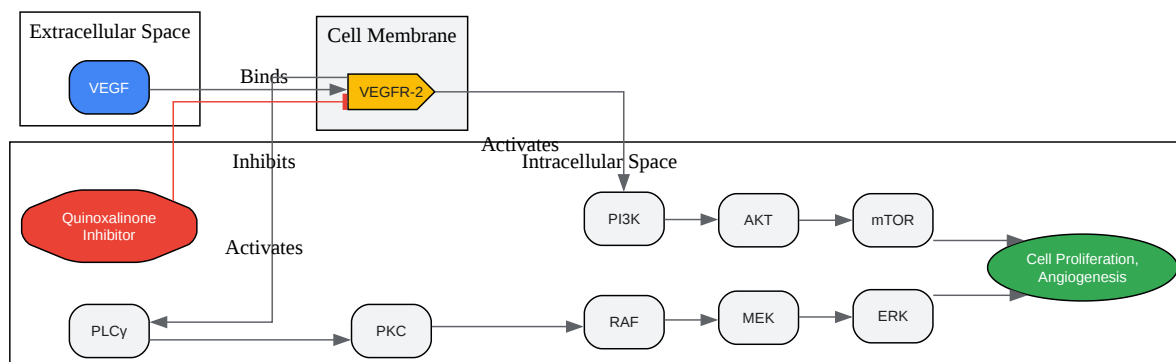 Extracellular Space
Cell Membrane
VEGF
Binds
VEGFR-2
Activates
Inhibits
Intracellular Space
Quinoxalinone
Inhibitor
PI3K
AKT
mTOR
Activates
Cell Proliferation,
Angiogenesis
PLCγ
PKC
RAF
MEK
ERK